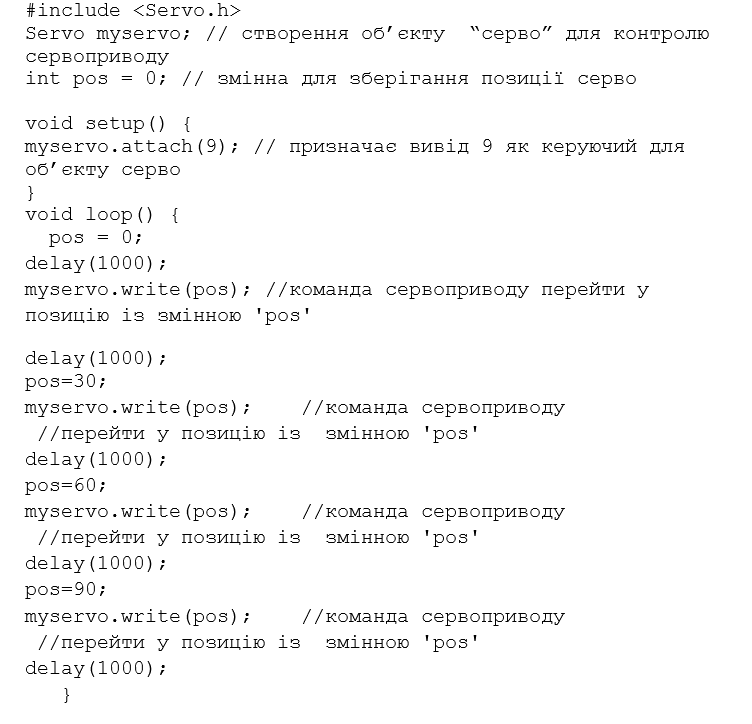 #include <Servo.h>
Servo myservo; // створення об’єкту “серво” для контролю
сервоприводу
int pos = 0; // змінна для зберігання позиції серво
void setup() {
myservo.attach(9); // призначає вивід 9 як керуючий для
об’єкту серво
}
void loop() {
pos = 0;
delay(1000);
myservo.write(pos); //команда сервоприводу перейти у
позицію із змінною 'pos'
delay(1000);
pos=30;
myservo.write(pos); //команда сервоприводу
//перейти у позицію із змінною 'pos'
delay(1000);
pos=60;
myservo.write(pos); //команда сервоприводу
//перейти у позицію із змінною 'pos'
delay(1000);
pos=90;
myservo.write(pos); //команда сервоприводу
//перейти у позицію із змінною 'pos'
delay(1000);
}